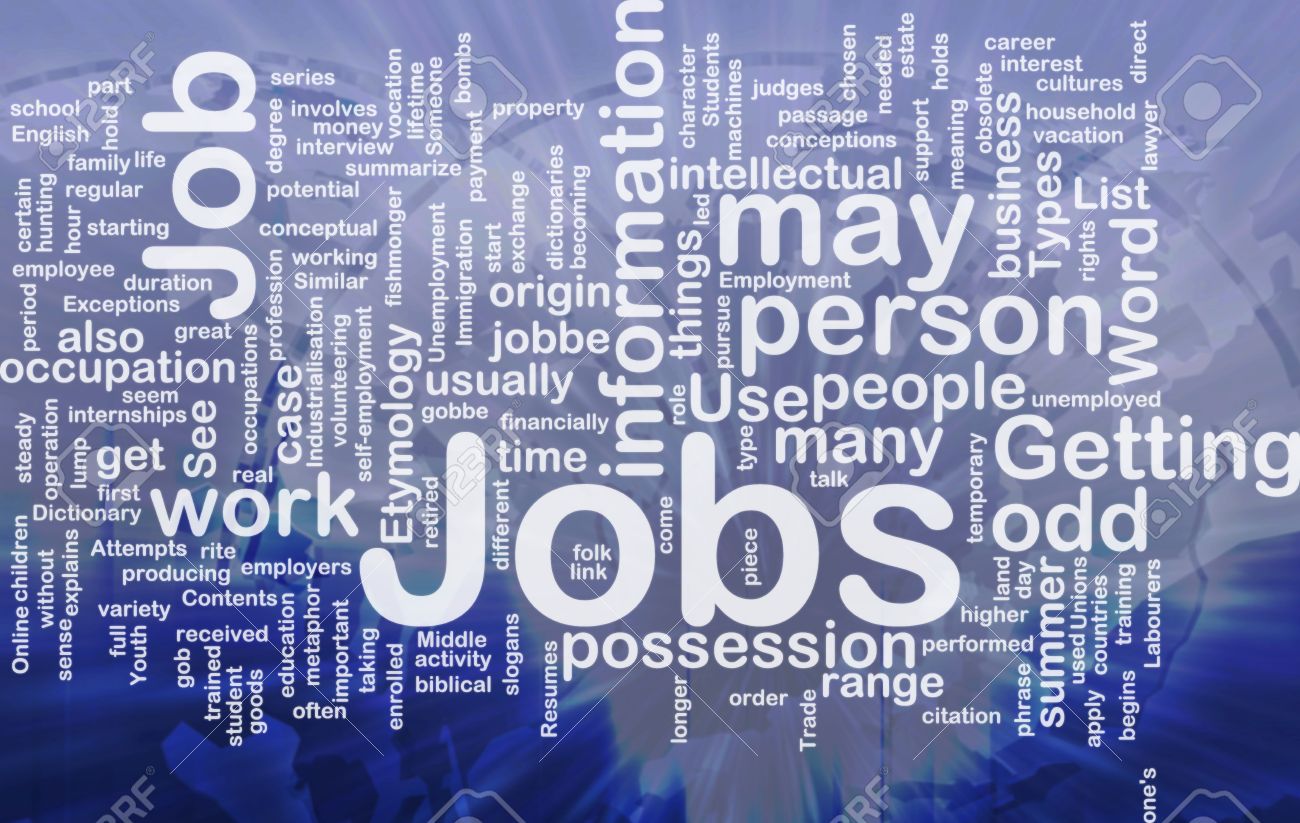 part
school
English
hold
family life
regular
certain
hunting
hour
starting
employee
duration
Exceptions
period
also
great
occupation
seem
internships
steady
operation
lump
get
See
first
Dictionary
real
work
Attempts
rite
producing
employers
Contents
Online children
without
explains
sense
variety
full
Youth
received
gob
trained
student
goods
education
metaphor
important
often
taking
enrolled
Job
series
involves
money
interview
degree
summarize
vocation
lifetime
Someone
payment
bombs
potential
conceptual
working
Similar
profession
occupations
case
Industrialisation
volunteering
self-employment
fishmonger
Etymology
retired
Unemployment
Immigration
start
exchange
dictionaries
becoming
property
origin
jobbe
usually
gobbe
financially
time
different
Information
Jobs
folk
link
come
piece
Middle
activity
biblical
slogans
Resumes
possession
range
longer
order
Trade
citation
performed
higher
character
Students
machines
judges
chosen
passage
conceptions
needed
estate
support
holds
meaning
obsolete
intellectual
led
may
things
Employment
pursue
person
role
Use
people
type
many
talk
career
interest
cultures
household
vacation
direct
lawyer
business
Types
List
rights
Word
unemployed
Getting
temporary
odd
land
day
summer
phrase
used
Unions
countries
apply
training
begins
Labourers
one's
123RF